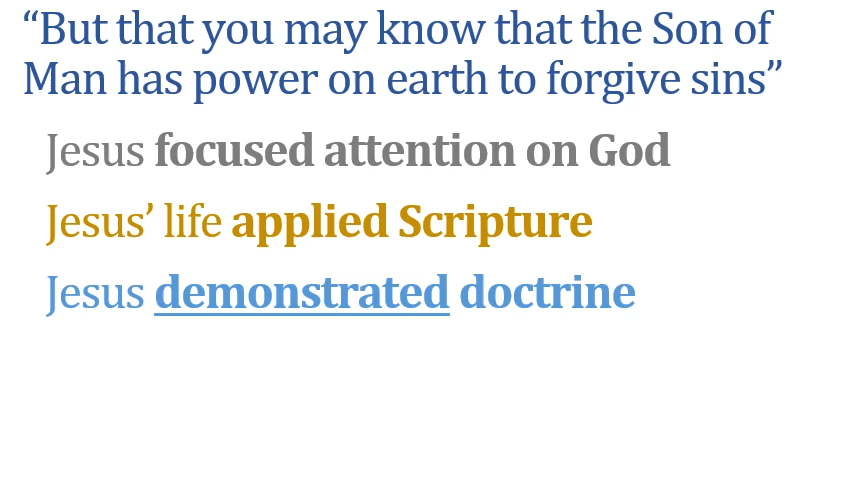 “But that you may know that the Son of
Man has power on earth to forgive sins”
Jesus focused attention on God
Jesus’ life applied Scripture
Jesus demonstrated doctrine